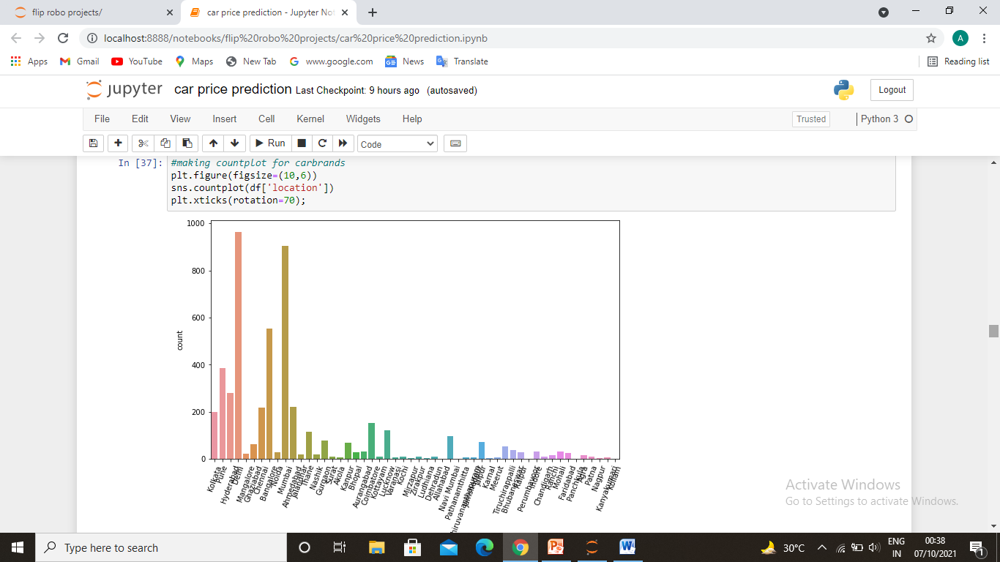 flip robo projects/
car price prediction - Jupyter Not
localhost:8888/notebooks/flip%20robo%20projects/car%20price%20prediction.ipynb
A
Apps Gmail YouTube Maps New Tab www.google.com News Translate Reading list
jupyter car price prediction Last Checkpoint: 9 hours ago (autosaved) Logout
File Edit View Insert Cell Kernel Widgets Help Trusted Python 3
Run Code
In [37]: #making countplot for carbrands
plt.figure(figsize=(10,6))
sns.countplot(df['location'])
plt.xticks(rotation=70);
1000
800
600
400
200
0
count
Kolkata
Pune
Hyderabad
Delhi
Mangalore
Ghaziabad
Chennai
Bangalore
Noida
Mumbai
Ahmedabad
Thane
Nashik
Gurgaon
Surat
Akola
Kanpur
Bhopal
Aurangabad
Coimbatore
Kottayam
Lucknow
Varanasi
Kochi
Mirzapur
Zirakpur
Ludhiana
Dehradun
Allahabad
Navi Mumbai
Pathanamthitta
Jaipur
Karnal
Meerut
Tiruchirappalli
Bhubaneswar
Raipur
Indore
Chandigarh
Ranchi
Mohali
Faridabad
Panchkula
Agra
Patna
Nagpur
Kanyakumari
Activate Windows
Go to Settings to activate Windows.
Type here to search
30°C
ENG
IN
00:38
07/10/2021
1